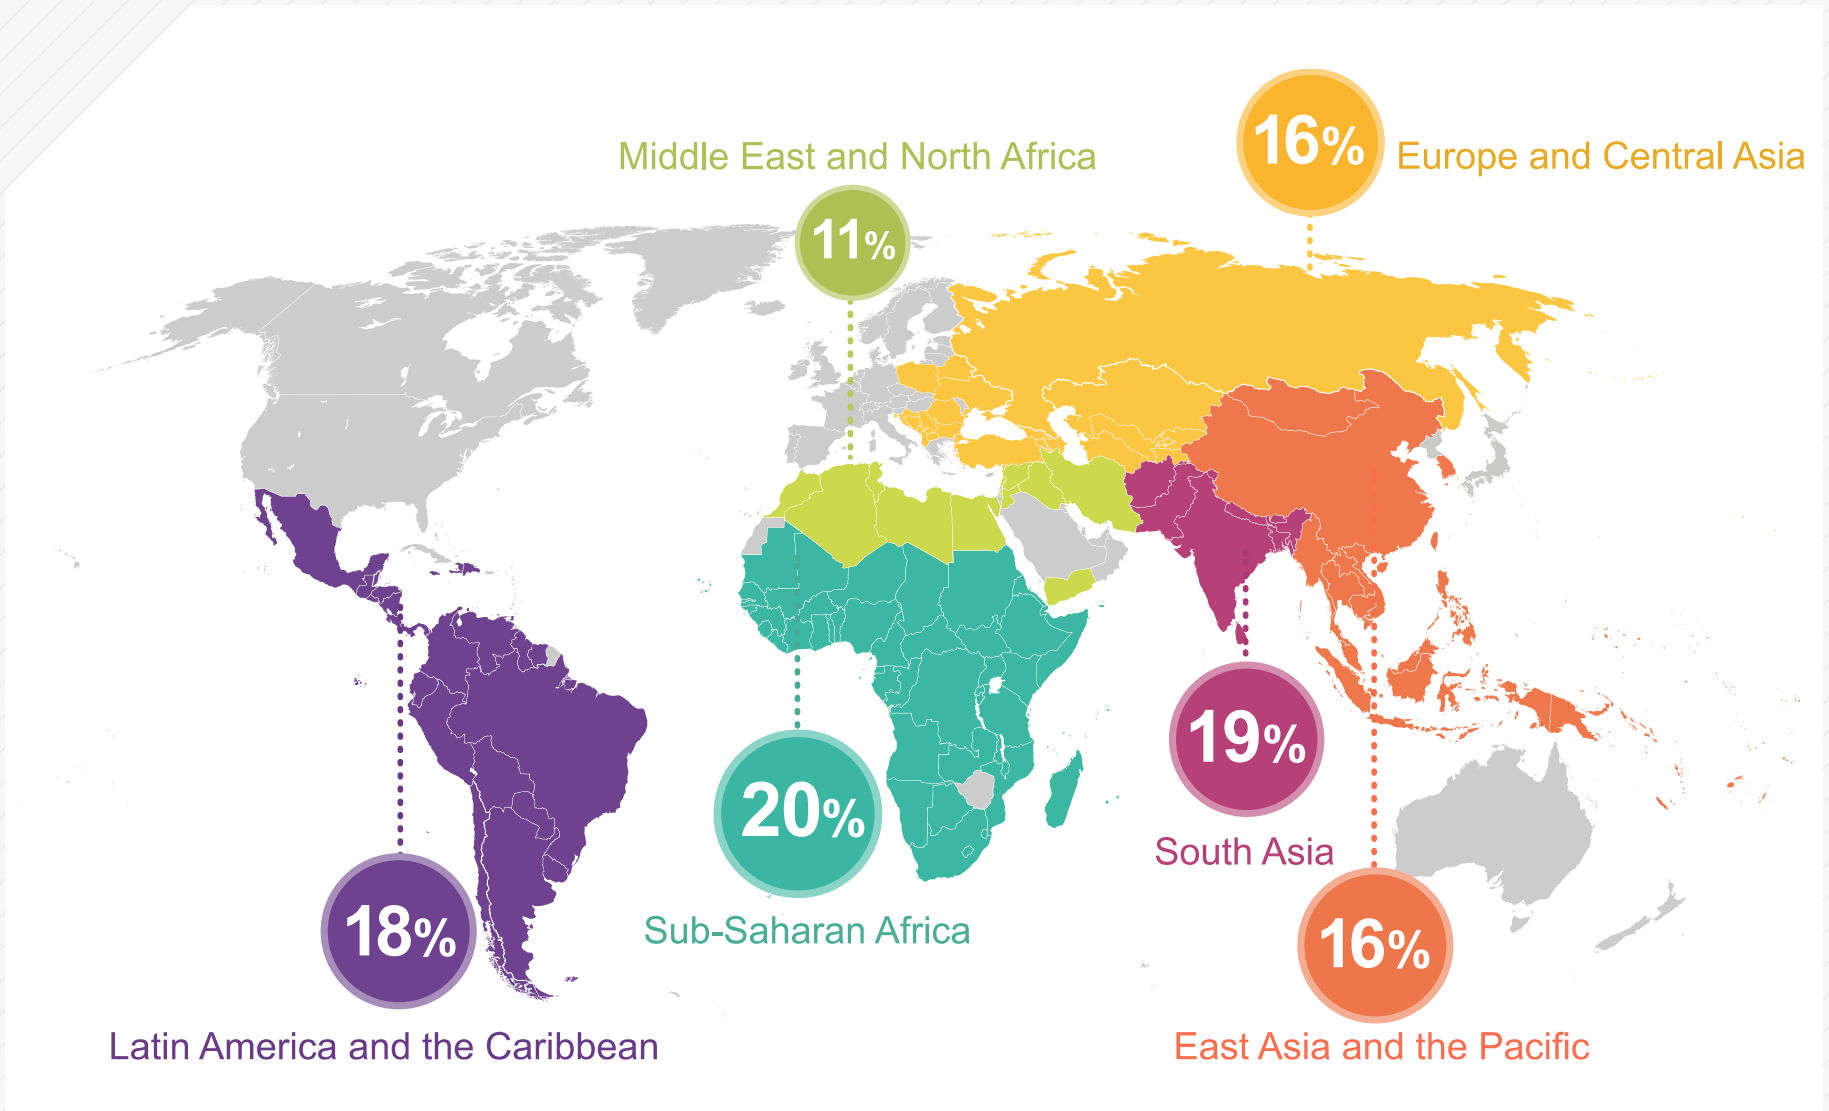 16%
Europe and Central Asia
Middle East and North Africa
11%
19%
South Asia
20%
Sub-Saharan Africa
18%
Latin America and the Caribbean
16%
East Asia and the Pacific